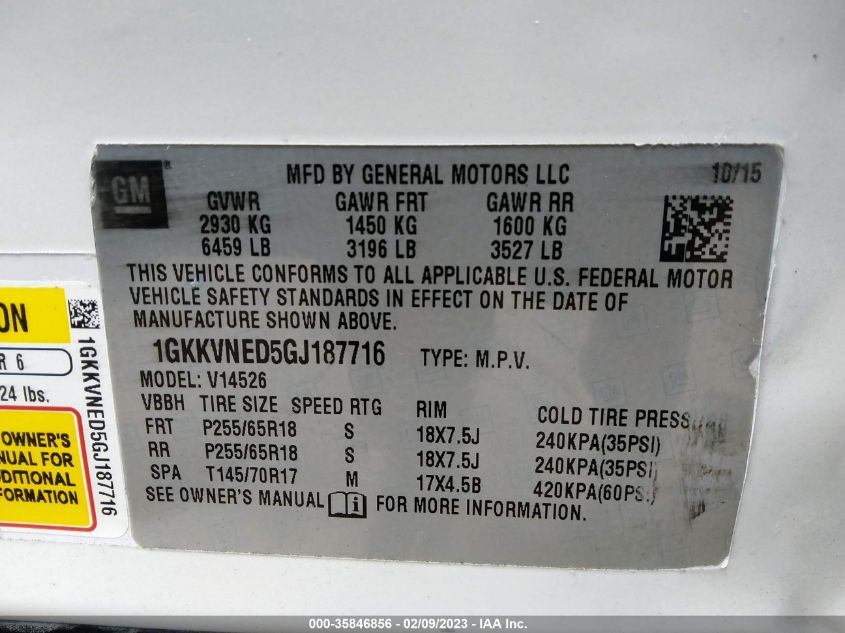 GM
MFD BY GENERAL MOTORS LLC 10/15
GVWR GAWR FRT GAWR RR
2930 KG 1450 KG 1600 KG
6459 LB 3196 LB 3527 LB
THIS VEHICLE CONFORMS TO ALL APPLICABLE U.S. FEDERAL MOTOR
VEHICLE SAFETY STANDARDS IN EFFECT ON THE DATE OF
MANUFACTURE SHOWN ABOVE.
1GKKVNED5GJ187716 TYPE: M.P.V.
MODEL: V14526
VBBH TIRE SIZE SPEED RTG RIM COLD TIRE PRESS
FRT P255/65R18 S 18X7.5J 240KPA(35PSI)
RR P255/65R18 S 18X7.5J 240KPA(35PSI)
SPA T145/70R17 M 17X4.5B 420KPA(60PSI)
SEE OWNER'S MANUAL i FOR MORE INFORMATION.
ON
R 6
24 lbs.
OWNER'S
NUAL FOR
DDITIONAL
FORMATION
1GKKVNED5GJ187716
000-35846856 - 02/09/2023 - IAA Inc.